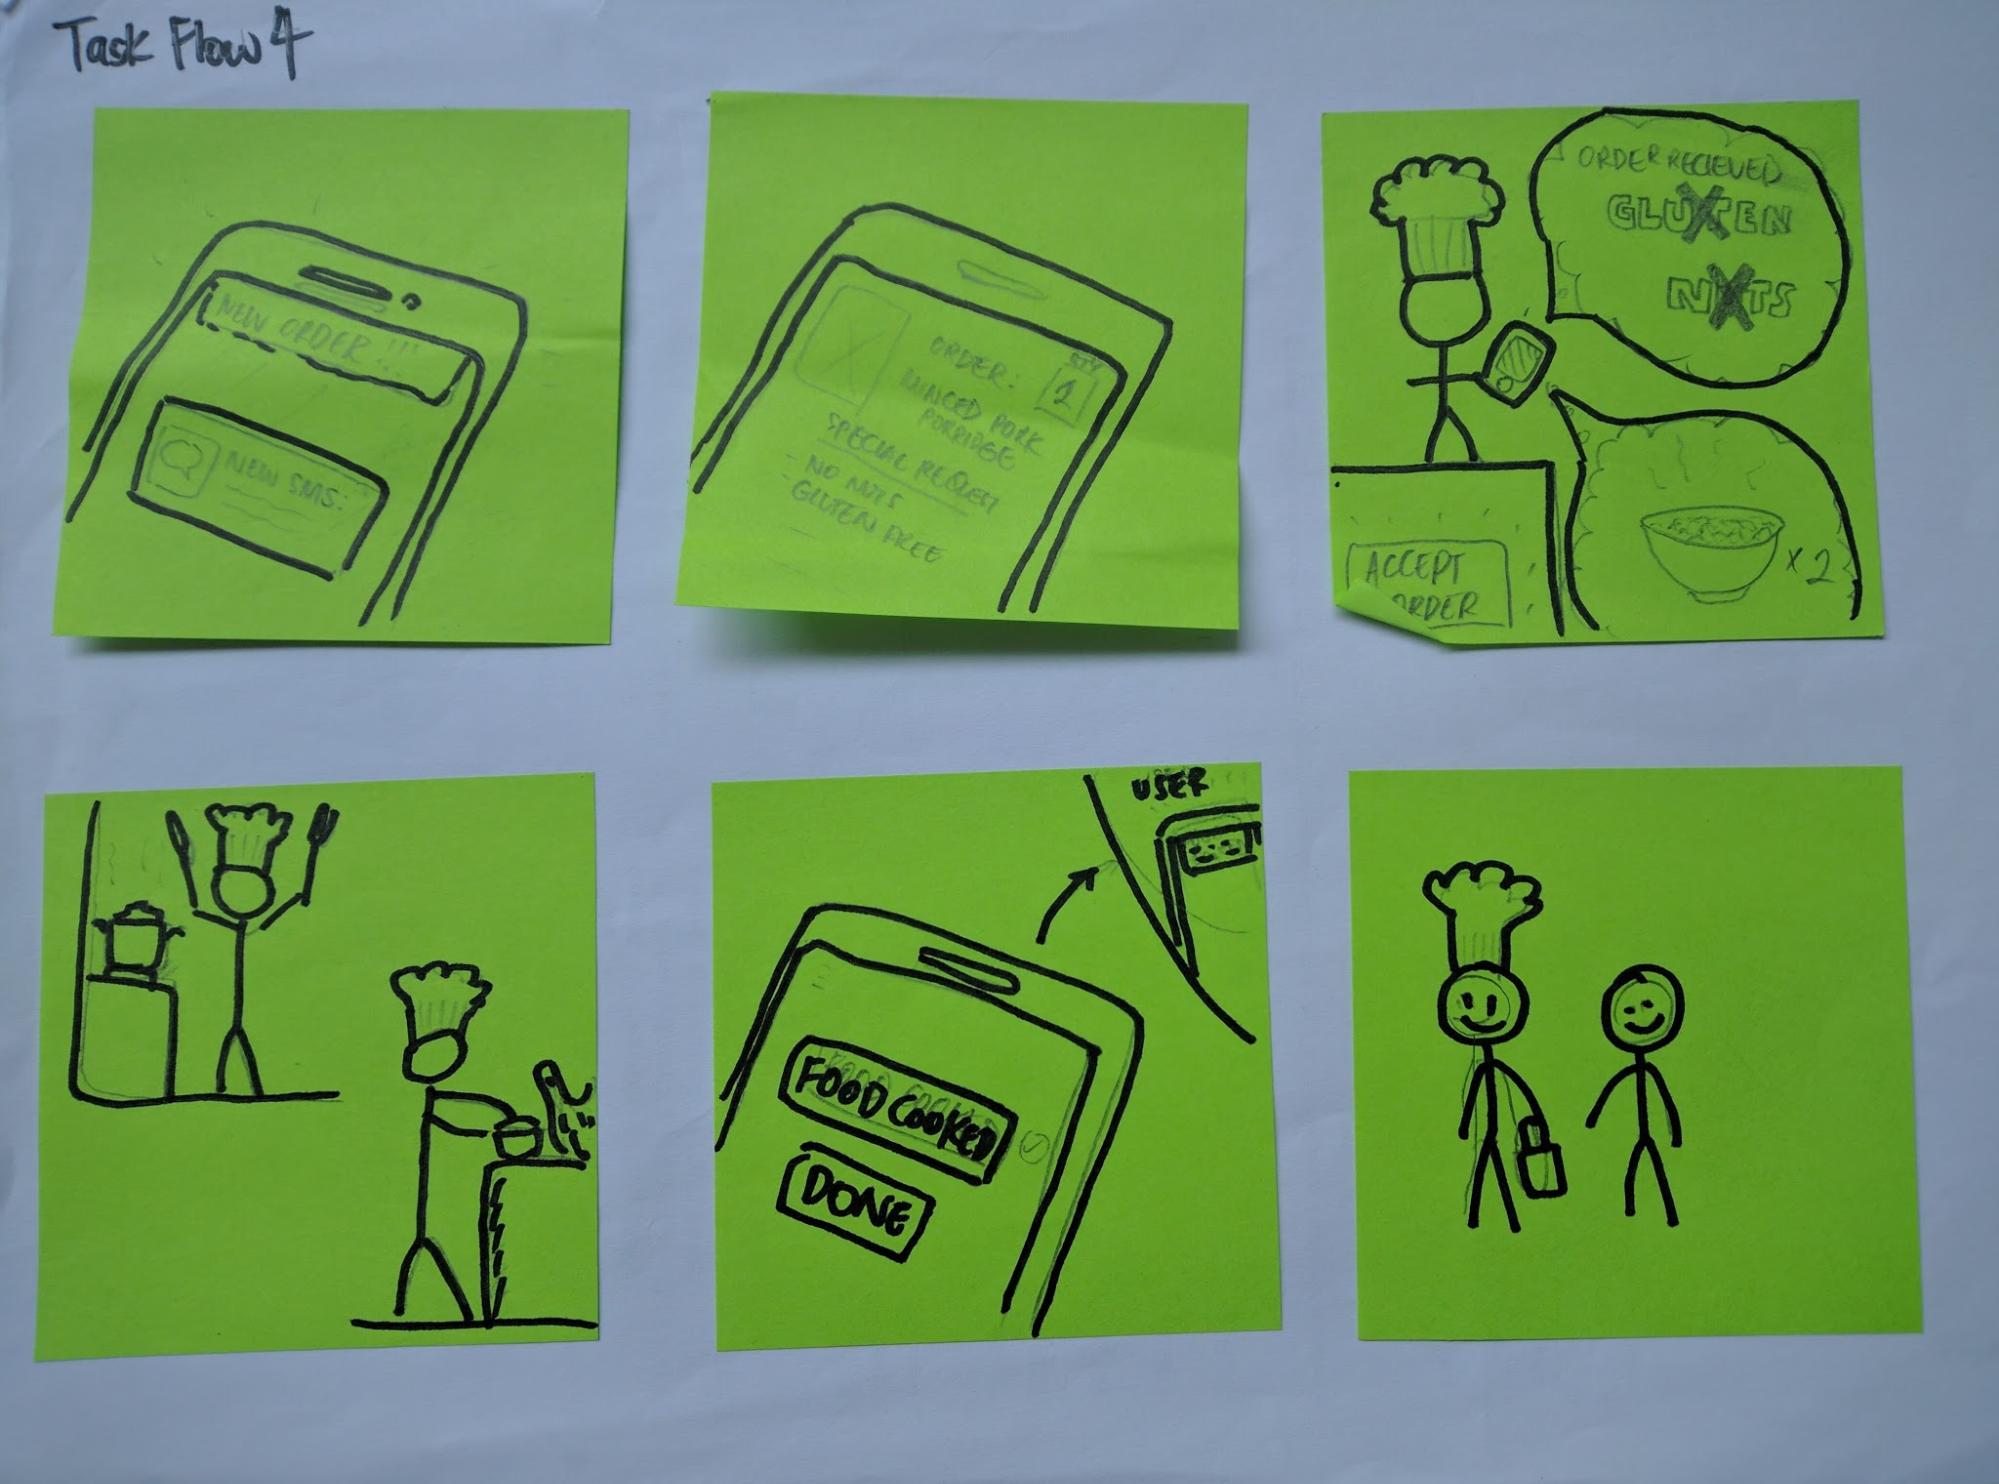 Task Flow 4
NEW ORDER!!!
NEW SMS:
ORDER:
QTY
2
MINCED PORK
PORRIDGE
SPECIAL REQUEST
- NO NUTS
- GLUTEN FREE
ORDER RECIEVED
GLUTEN
NUTS
ACCEPT
ORDER
x 2
USER
FOOD COOKED
DONE